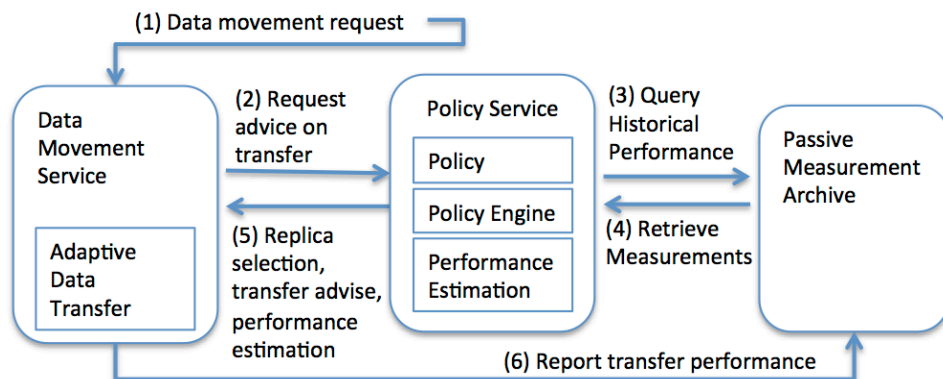 (1) Data movement request
Data
Movement
Service
Adaptive
Data
Transfer
(2) Request
advice on
transfer
(5) Replica
selection,
transfer advise,
performance
estimation
Policy Service
Policy
Policy Engine
Performance
Estimation
(3) Query
Historical
Performance
(4) Retrieve
Measurements
Passive
Measurement
Archive
(6) Report transfer performance